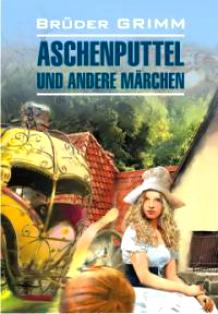 BRÜDER GRIMM
ASCHENPUTTEL
UND ANDERE MÄRCHEN